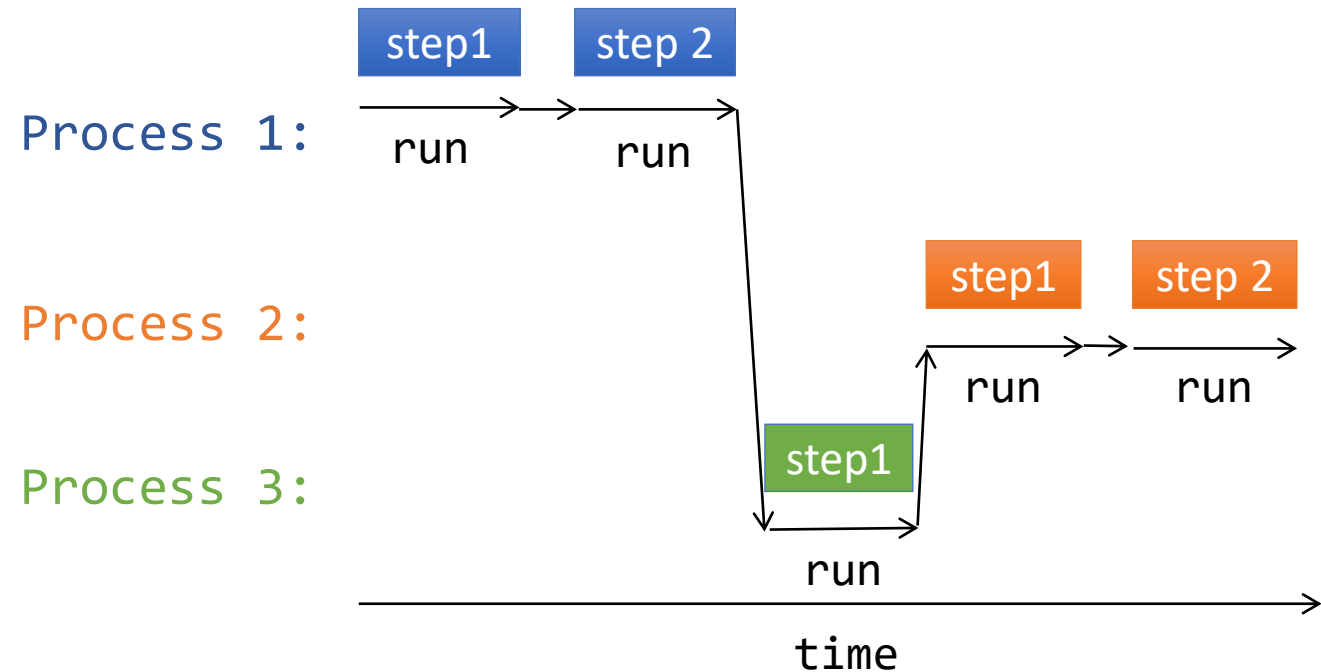 step1 step 2
Process 1:
run run
step1 step 2
Process 2:
run run
step1
Process 3:
run
time